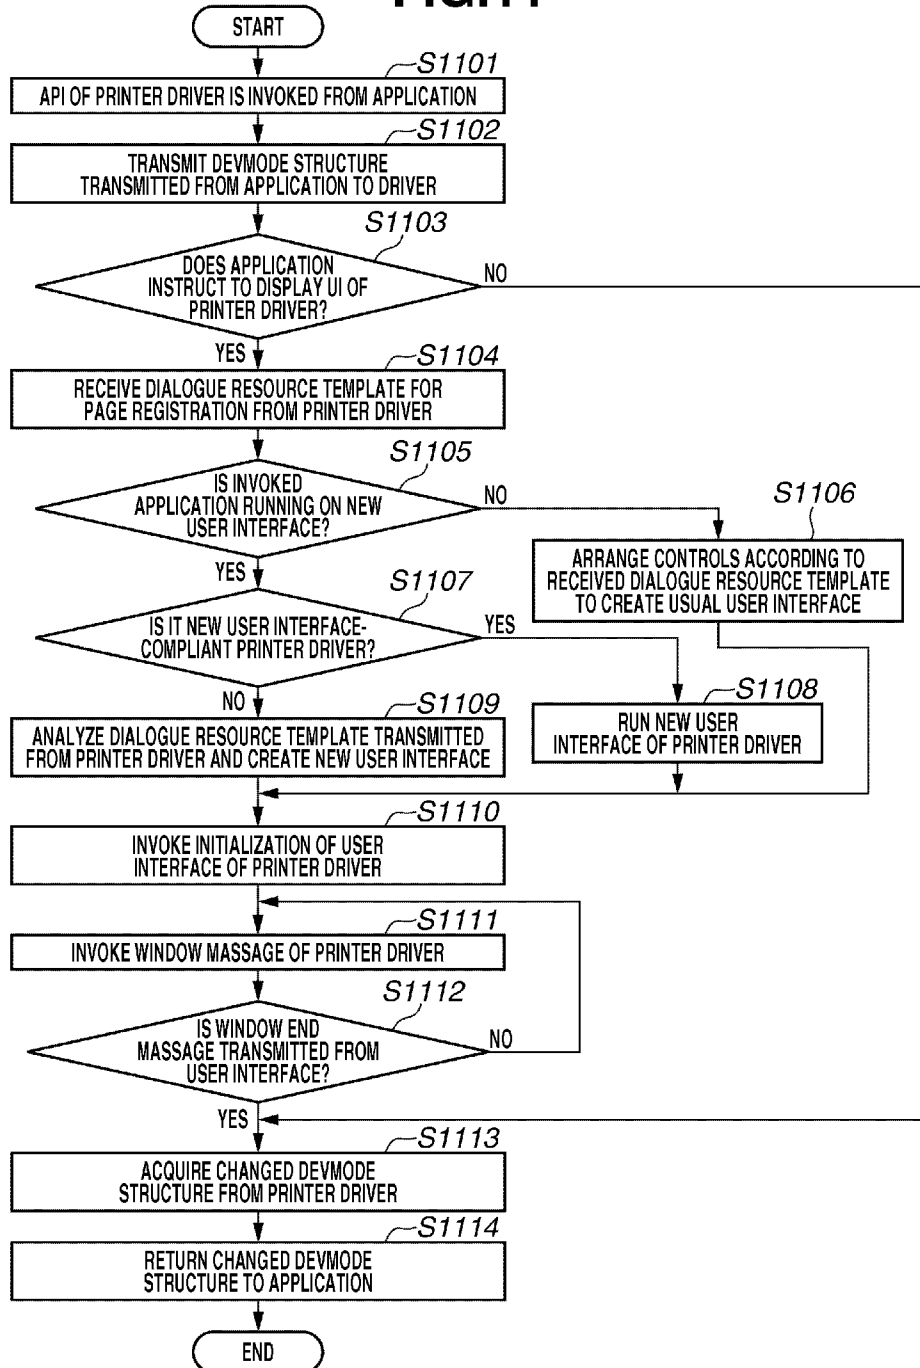 START
S1101
API OF PRINTER DRIVER IS INVOKED FROM APPLICATION
S1102
TRANSMIT DEVMODE STRUCTURE
TRANSMITTED FROM APPLICATION TO DRIVER
S1103
DOES APPLICATION
INSTRUCT TO DISPLAY UI OF
PRINTER DRIVER?
NO
YES
S1104
RECEIVE DIALOGUE RESOURCE TEMPLATE FOR
PAGE REGISTRATION FROM PRINTER DRIVER
S1105
IS INVOKED
APPLICATION RUNNING ON NEW
USER INTERFACE?
NO
S1106
ARRANGE CONTROLS ACCORDING TO
RECEIVED DIALOGUE RESOURCE TEMPLATE
TO CREATE USUAL USER INTERFACE
YES
S1107
IS IT NEW USER INTERFACE-
COMPLIANT PRINTER DRIVER?
YES
S1108
RUN NEW USER
INTERFACE OF PRINTER DRIVER
NO
S1109
ANALYZE DIALOGUE RESOURCE TEMPLATE TRANSMITTED
FROM PRINTER DRIVER AND CREATE NEW USER INTERFACE
S1110
INVOKE INITIALIZATION OF USER
INTERFACE OF PRINTER DRIVER
S1111
INVOKE WINDOW MASSAGE OF PRINTER DRIVER
S1112
IS WINDOW END
MASSAGE TRANSMITTED FROM
USER INTERFACE?
NO
YES
S1113
ACQUIRE CHANGED DEVMODE
STRUCTURE FROM PRINTER DRIVER
S1114
RETURN CHANGED DEVMODE
STRUCTURE TO APPLICATION
END